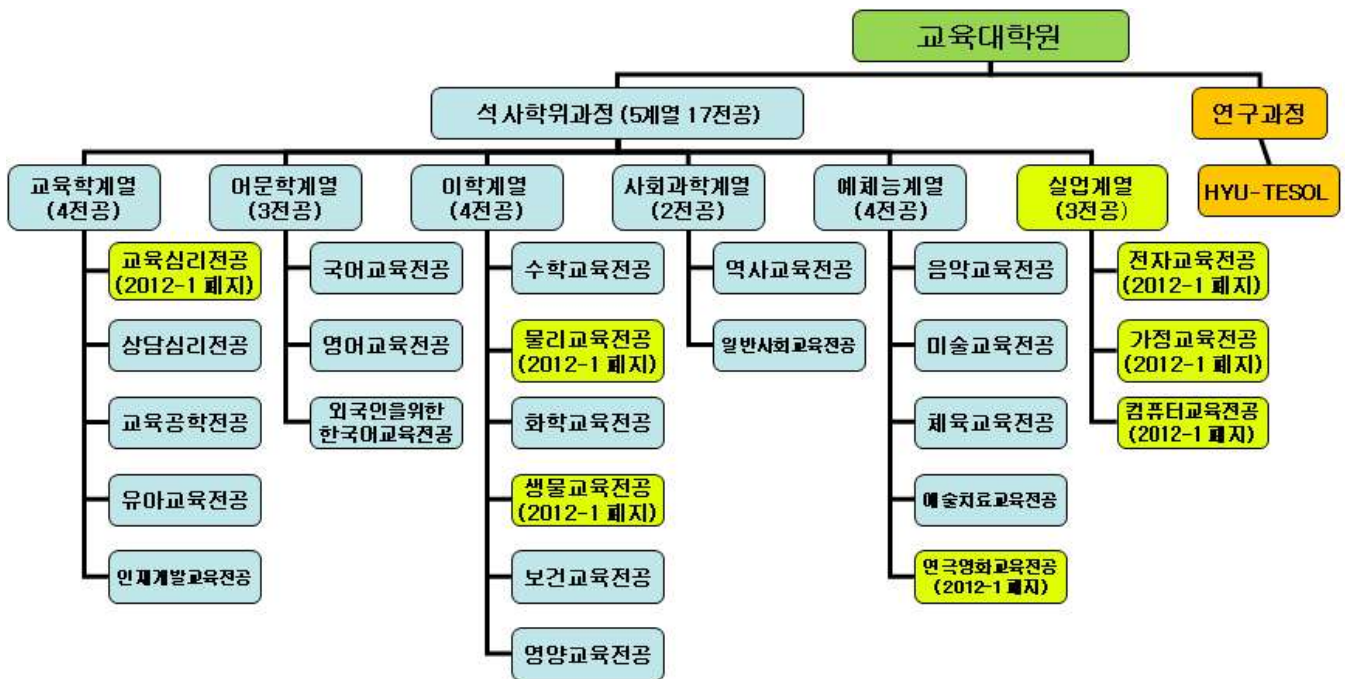 교육대학원
석사학위과정 (5계열 17전공)
연구과정
교육학계열
(4전공)
어문학계열
(3전공)
이학계열
(4전공)
사회과학계열
(2전공)
예체능계열
(4전공)
실업계열
(3전공)
HYU-TESOL
교육심리전공
(2012-1 폐지)
상담심리전공
교육공학전공
유아교육전공
인재개발교육전공
국어교육전공
영어교육전공
외국인을위한
한국어교육전공
수학교육전공
물리교육전공
(2012-1 폐지)
화학교육전공
생물교육전공
(2012-1 폐지)
보건교육전공
영양교육전공
역사교육전공
일반사회교육전공
음악교육전공
미술교육전공
체육교육전공
예술치료교육전공
연극영화교육전공
(2012-1 폐지)
전자교육전공
(2012-1 폐지)
가정교육전공
(2012-1 폐지)
컴퓨터교육전공
(2012-1 폐지)